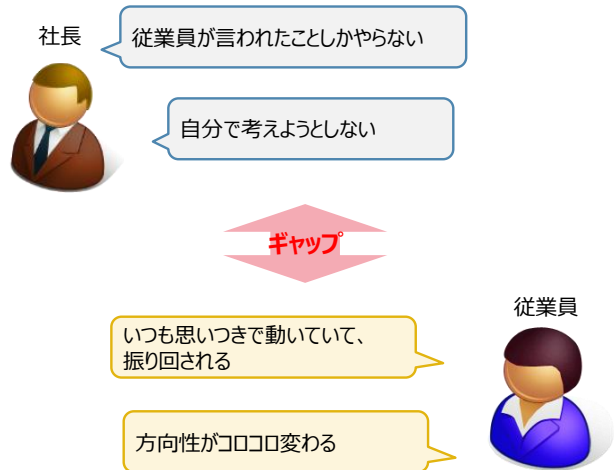 社長
従業員が言われたことしかやらない
自分で考えようとしない
ギャップ
従業員
いつも思いつきで動いていて、
振り回される
方向性がコロコロ変わる